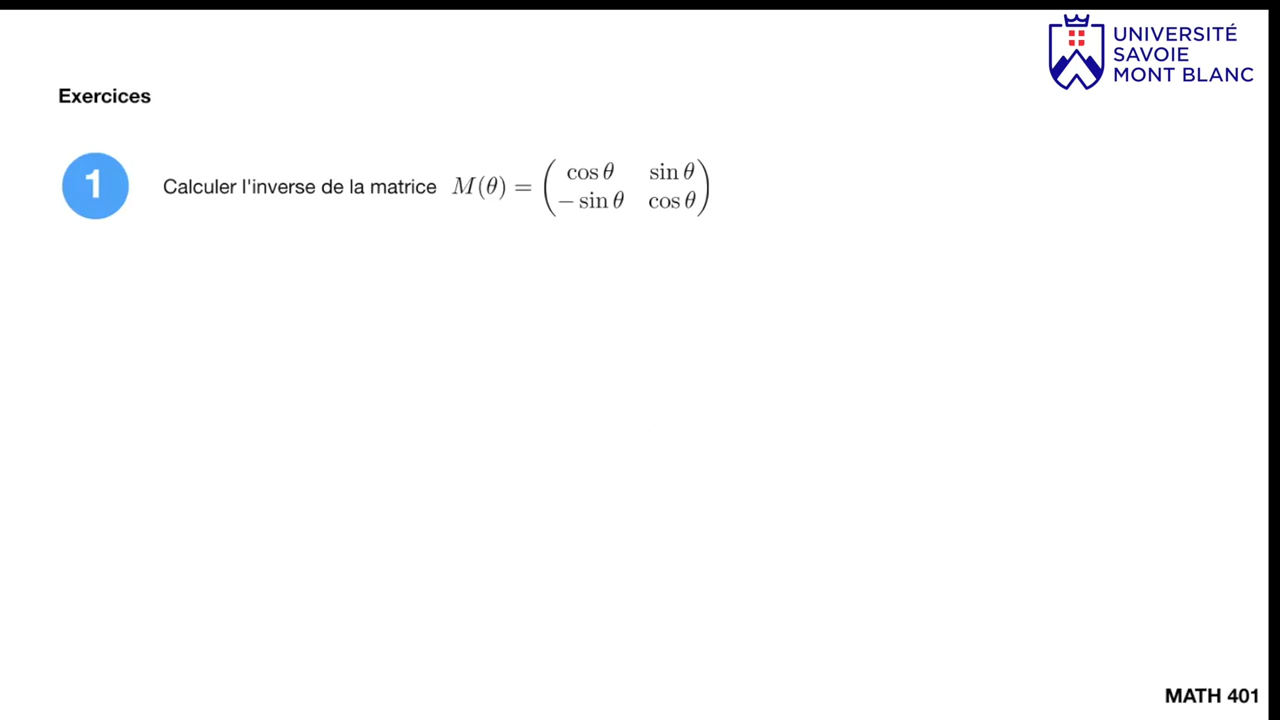 UNIVERSITÉ
SAVOIE
MONT BLANC
Exercices
1 Calculer l'inverse de la matrice M(θ) = ( cos θ sin θ
− sin θ cos θ )
MATH 401